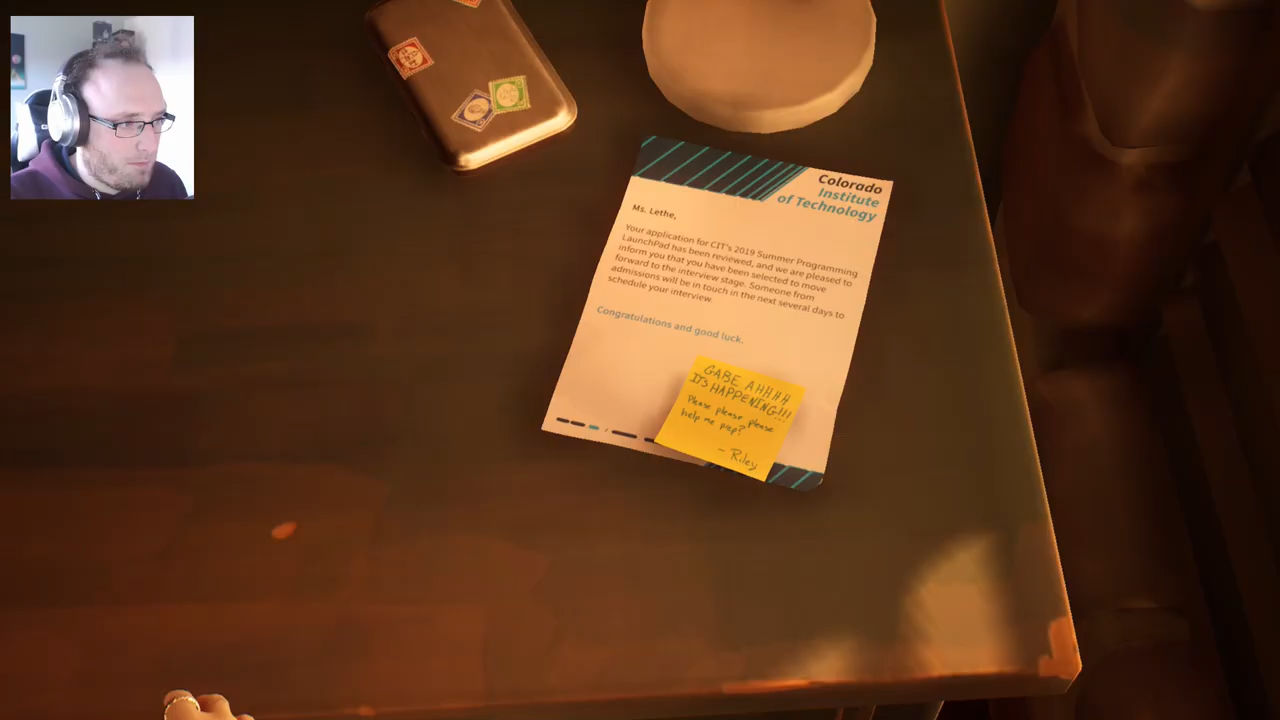 Colorado
Institute
of Technology
Ms. Lethe,
Your application for CIT's 2019 Summer Programming
LaunchPad has been reviewed, and we are pleased to
inform you that you have been selected to move
forward to the interview stage. Someone from
admissions will be in touch in the next several days to
schedule your interview.
Congratulations and good luck.
GABE AHHHH
ITS HAPPENING!!!
Please please please
help me prep?
- Riley